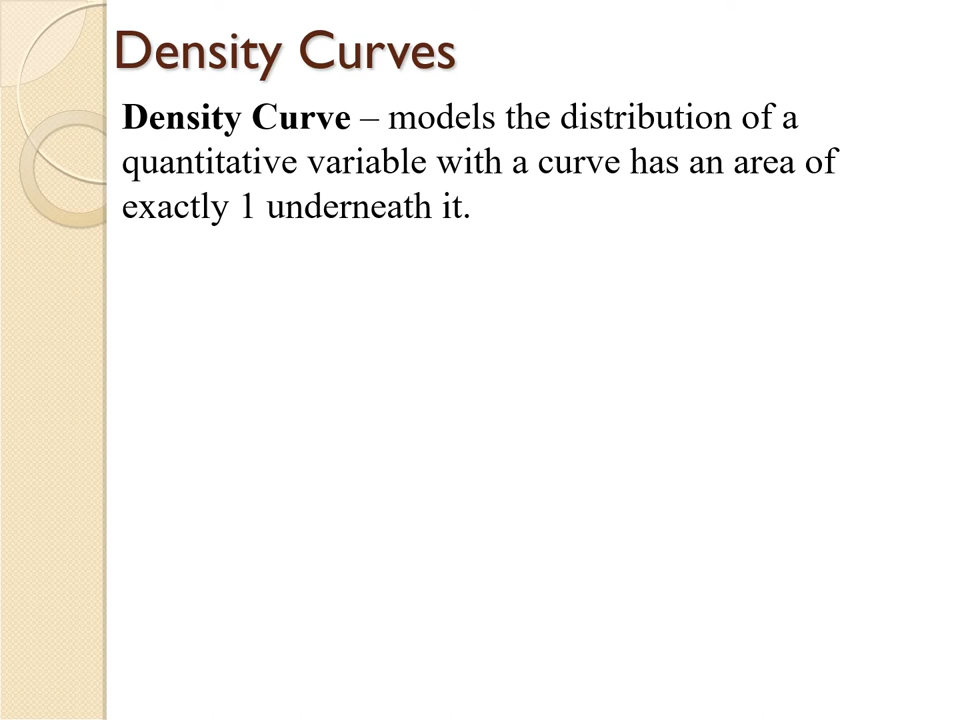 Density Curves
Density Curve – models the distribution of a
quantitative variable with a curve has an area of
exactly 1 underneath it.